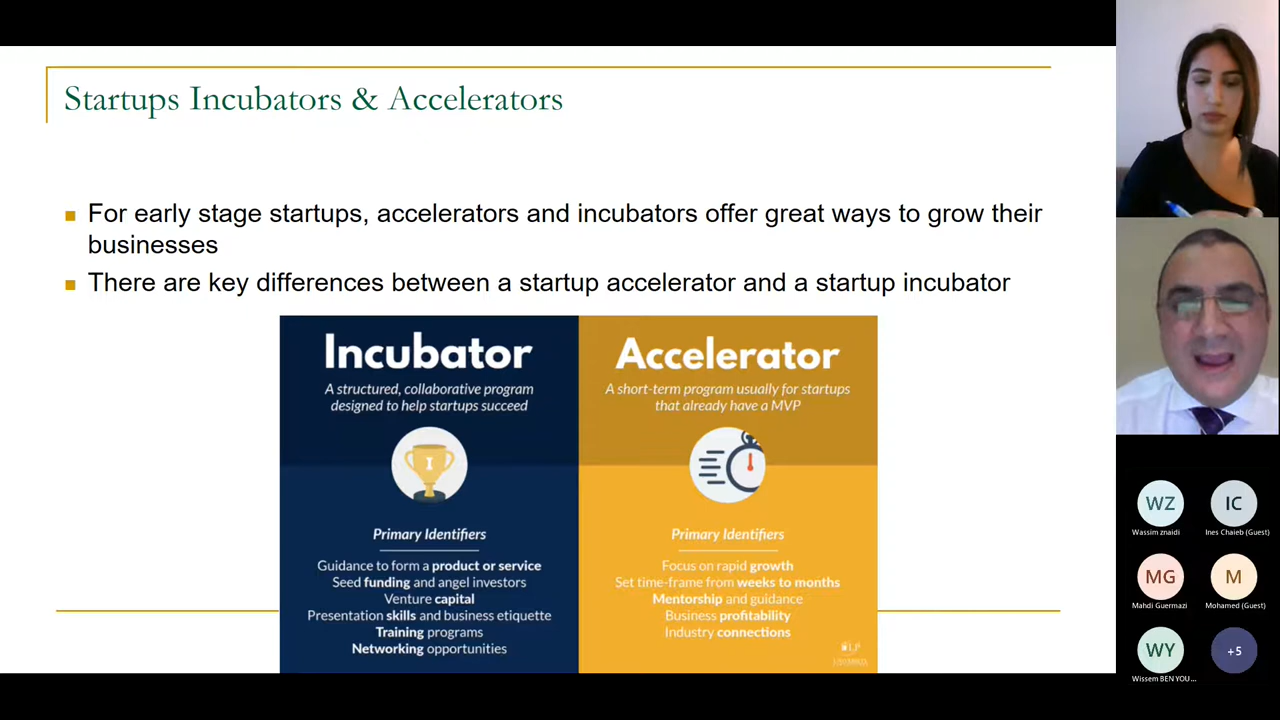 Startups Incubators & Accelerators
For early stage startups, accelerators and incubators offer great ways to grow their
businesses
There are key differences between a startup accelerator and a startup incubator
Incubator
A structured, collaborative program
designed to help startups succeed
I
Primary Identifiers
Guidance to form a product or service
Seed funding and angel investors
Venture capital
Presentation skills and business etiquette
Training programs
Networking opportunities
Accelerator
A short-term program usually for startups
that already have a MVP
Primary Identifiers
Focus on rapid growth
Set time-frame from weeks to months
Mentorship and guidance
Business profitability
Industry connections
WZ
Wassim znaidi
IC
Ines Chaieb (Guest)
MG
Mahdi Guermazi
M
Mohamed (Guest)
WY
Wissem BEN YOU...
+5